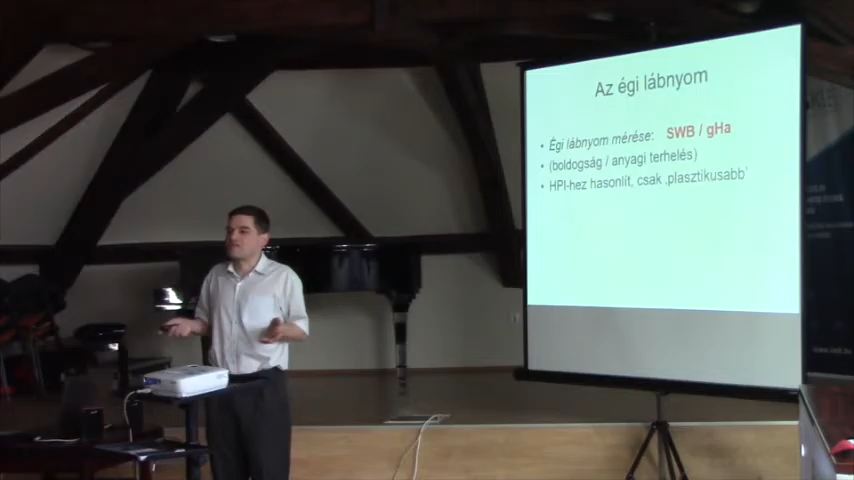 Az égi lábnyom
• Égi lábnyom mérése: SWB / gHa
• (boldogság / anyagi terhelés)
• HPI-hez hasonlít, csak ‚plasztikusabb’